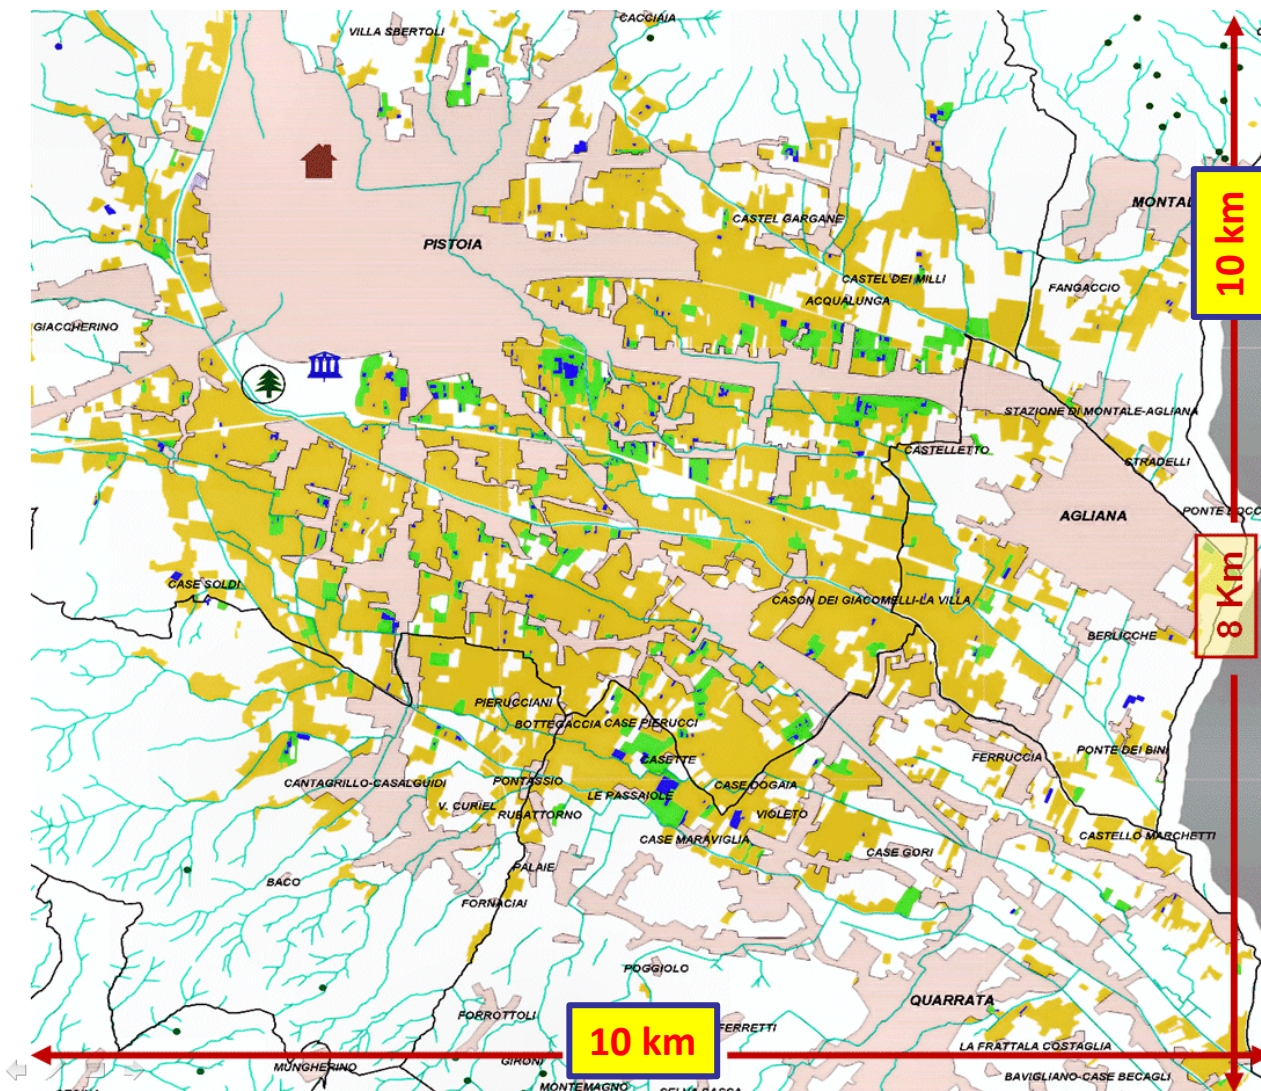 CACCIAIA
VILLA SBERTOLI
MONTAL
10 km
CASTEL GARGANE
PISTOIA
CASTEL DEI MILLI
FANGACCIO
ACQUALUNGA
GIACCHERINO
STAZIONE DI MONTALE-AGLIANA
CASTELLETTO
STRADELLI
AGLIANA
8 Km
CASE SOLDI
CASON DEI GIACOMELLI-LA VILLA
BERLICCHE
PIERUCCIANI
BOTTEGACCIA
CASE PIERUCCI
PONTE DEI BINI
FERRUCCIA
CASETTE
CANTAGRILLO-CASALGUIDI
PONTASSIO
CASE DOGAIA
LE PASSAIOLE
V. CURIEL
RUBATTORNO
VIOLETO
CASE MARAVIGLIA
CASTELLO MARCHETTI
CASE GORI
PALAIE
BACO
FORNACIAI
POGGIOLO
QUARRATA
FORROTTOLI
FERRETTI
10 km
LA FRATTALA COSTAGLIA
GIRONI
MUNGHERINO
BAVIGLIANO-CASE BECAGLI
MONTEMAGNO